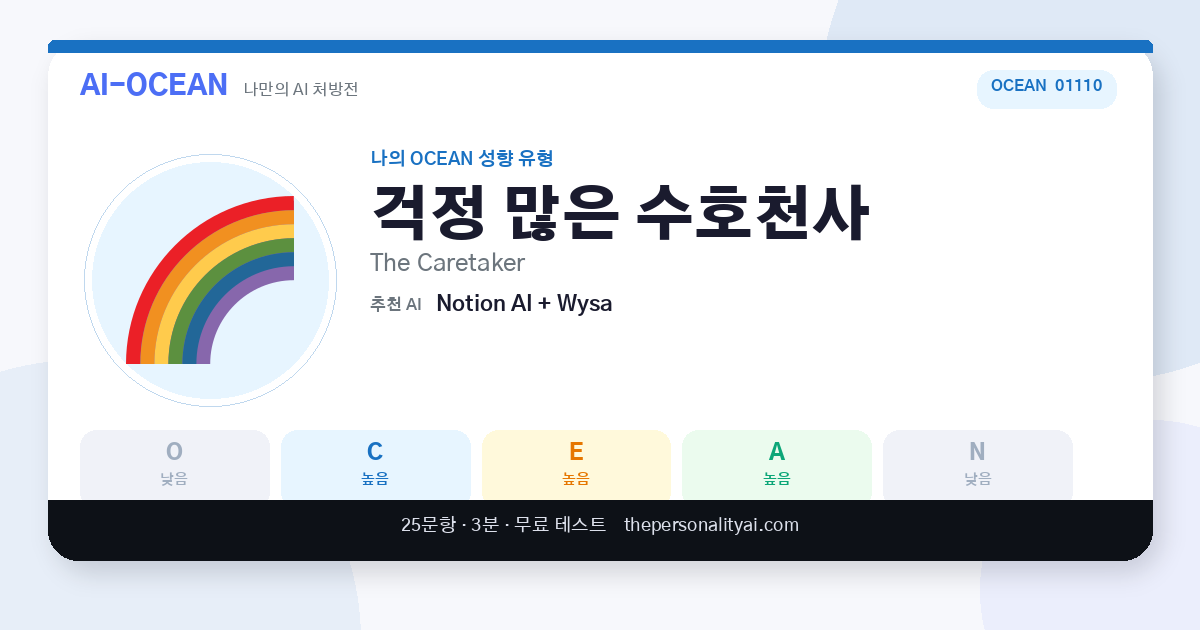 AI-OCEAN 나만의 AI 처방전
OCEAN 01110
나의 OCEAN 성향 유형
걱정 많은 수호천사
The Caretaker
추천 AI Notion AI + Wysa
O C E A N
낮음 높음 높음 높음 낮음
25문항 · 3분 · 무료 테스트 thepersonalityai.com